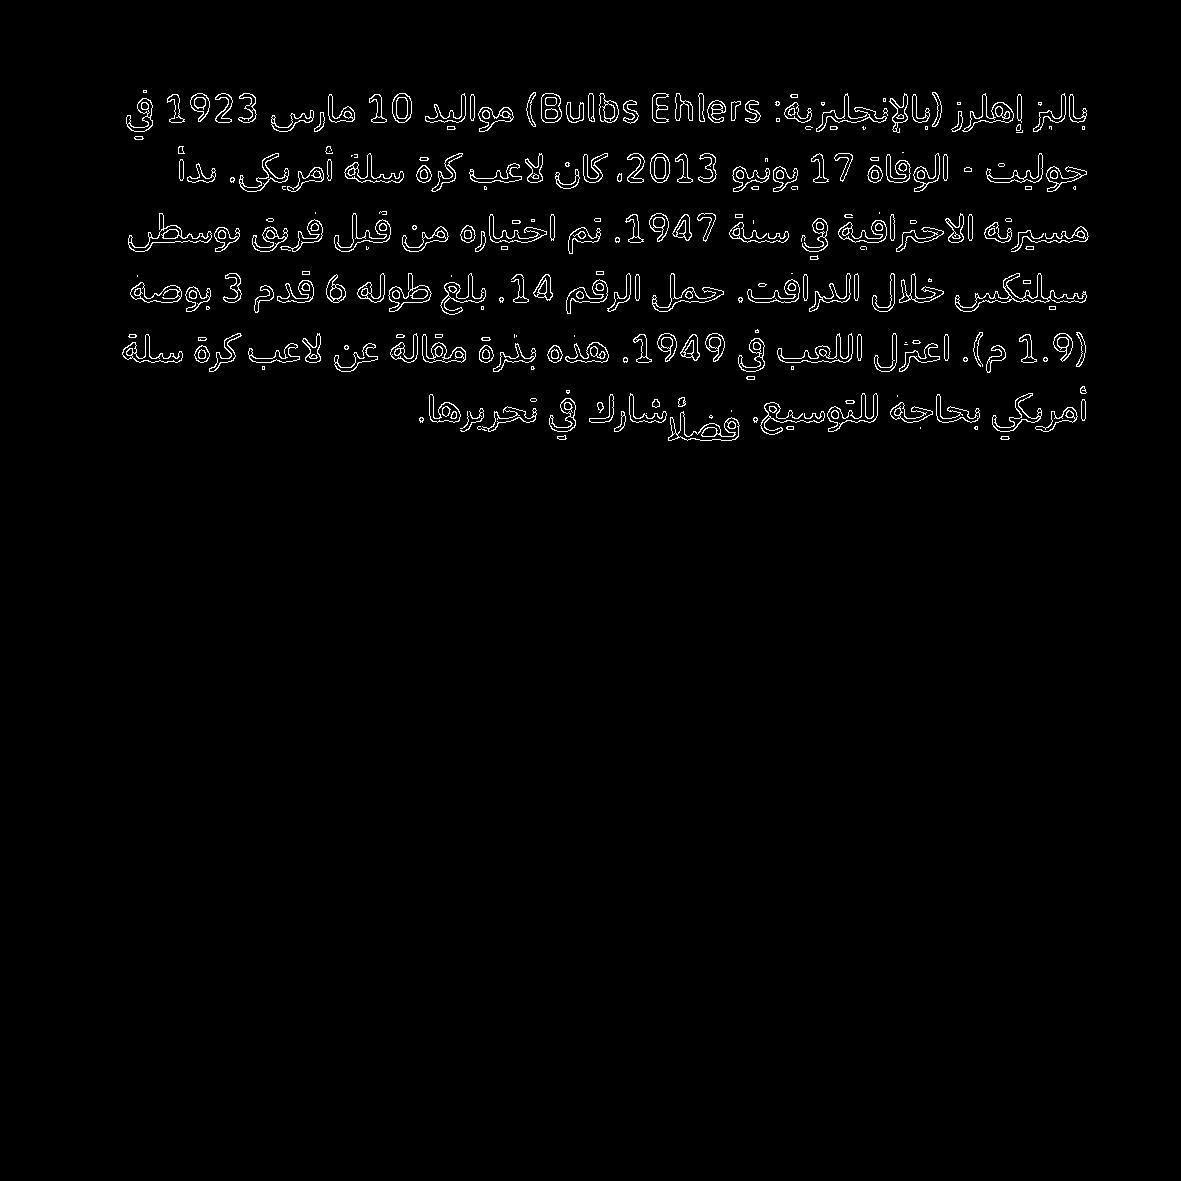 بالبز إهلرز (بالإنجليزية: Bulbs Ehlers) مواليد 10 مارس 1923 في
جوليت - الوفاة 17 يونيو 2013، كان لاعب كرة سلة أمريكي. بدأ
مسيرته الاحترافية في سنة 1947. تم اختياره من قبل فريق بوسطن
سيلتكس خلال الدرافت. حمل الرقم 14. بلغ طوله 6 قدم 3 بوصة
(1.9 م). اعتزل اللعب في 1949. هذه بذرة مقالة عن لاعب كرة سلة
أمريكي بحاجة للتوسيع. فضلاً شارك في تحريرها.